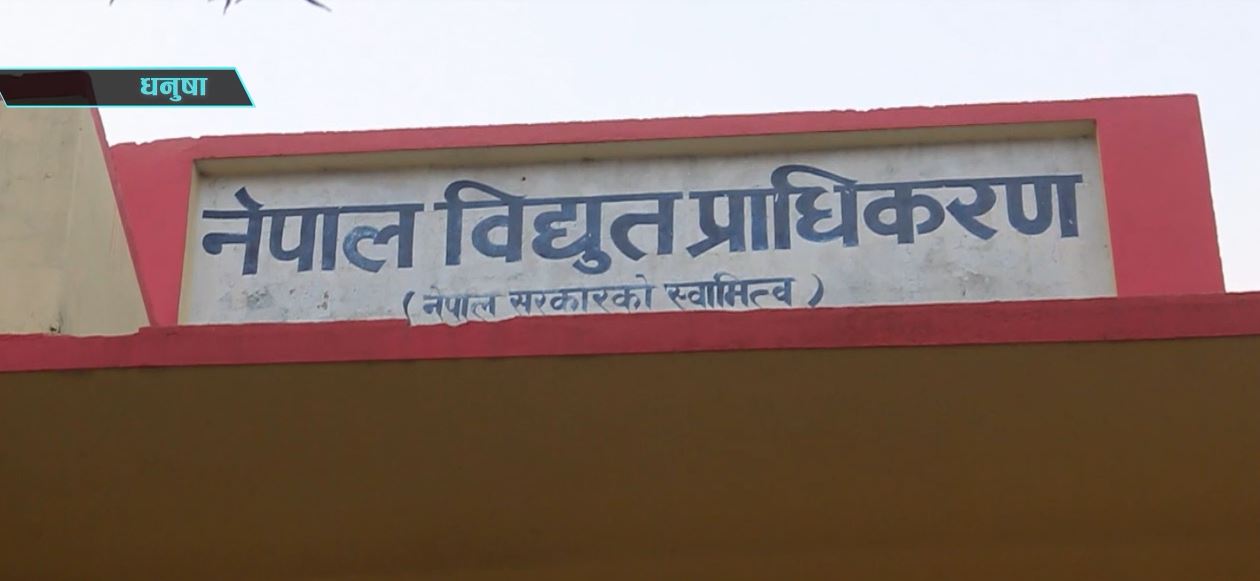 धनुषा
नेपाल विद्युत प्राधिकरण
(नेपाल सरकारको स्वामित्व)